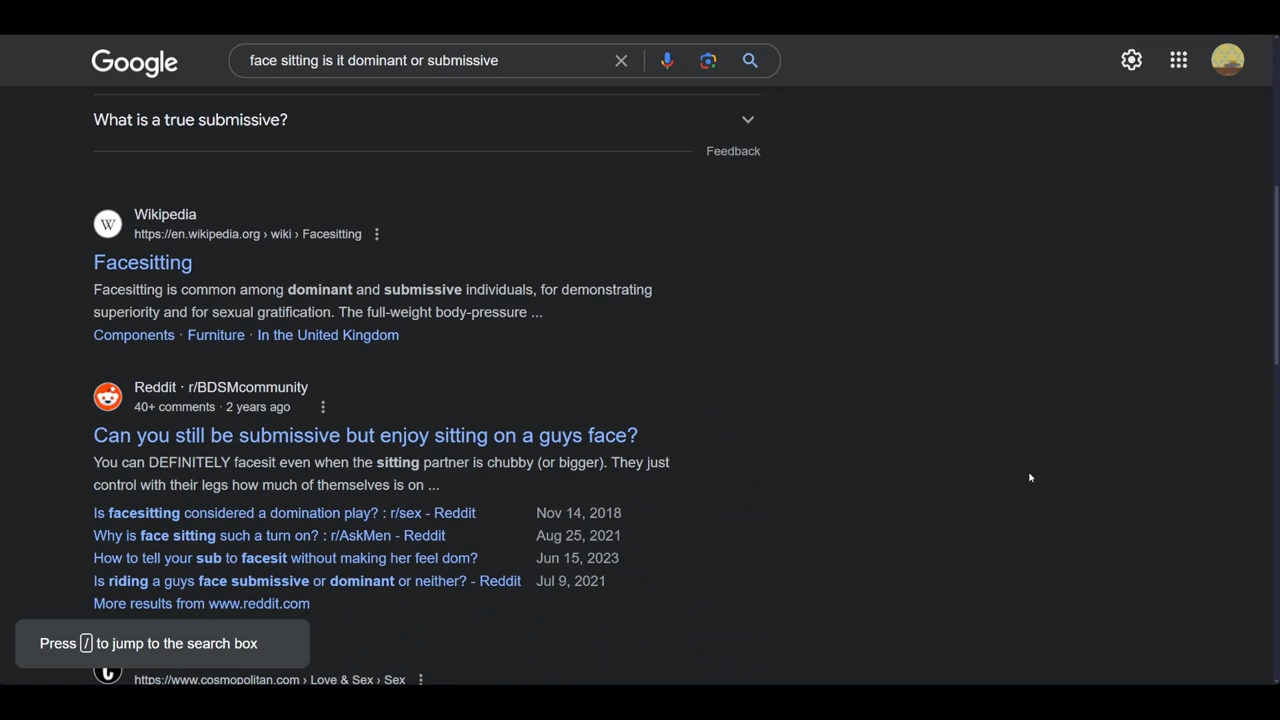 Google
face sitting is it dominant or submissive
What is a true submissive?
Feedback
W
Wikipedia
https://en.wikipedia.org › wiki › Facesitting
Facesitting
Facesitting is common among dominant and submissive individuals, for demonstrating
superiority and for sexual gratification. The full-weight body-pressure ...
Components · Furniture · In the United Kingdom
Reddit · r/BDSMcommunity
40+ comments · 2 years ago
Can you still be submissive but enjoy sitting on a guys face?
You can DEFINITELY facesit even when the sitting partner is chubby (or bigger). They just
control with their legs how much of themselves is on ...
Is facesitting considered a domination play? : r/sex - Reddit Nov 14, 2018
Why is face sitting such a turn on? : r/AskMen - Reddit Aug 25, 2021
How to tell your sub to facesit without making her feel dom? Jun 15, 2023
Is riding a guys face submissive or dominant or neither? - Reddit Jul 9, 2021
More results from www.reddit.com
Press / to jump to the search box
https://www.cosmopolitan.com › Love & Sex › Sex